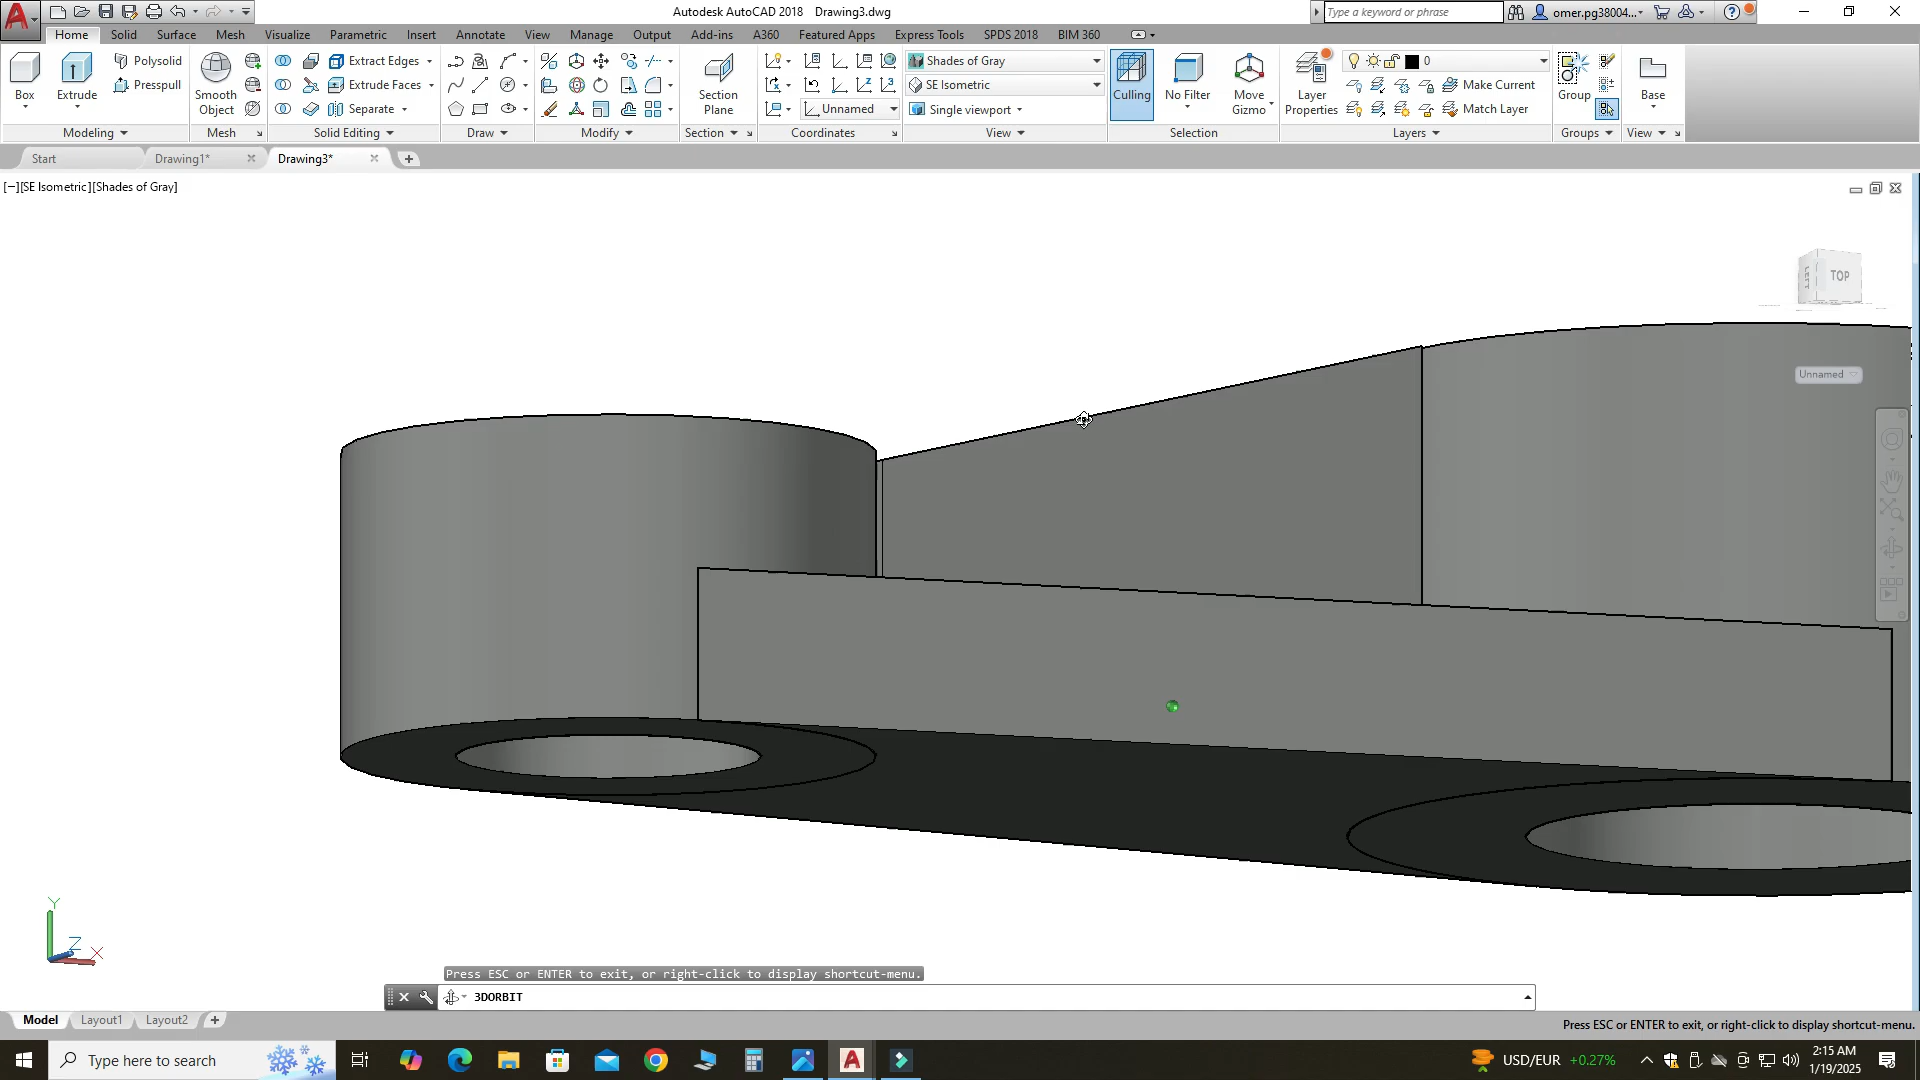 Autodesk AutoCAD 2018 Drawing3.dwg
Type a keyword or phrase
omer.pg38004...
Home Solid Surface Mesh Visualize Parametric Insert Annotate View Manage Output Add-ins A360 Featured Apps Express Tools SPDS 2018 BIM 360
Box
Extrude
Polysolid
Presspull
Modeling
Smooth
Object
Mesh
Extract Edges
Extrude Faces
Separate
Solid Editing
Draw
Modify
Section
Plane
Section
Unnamed
Coordinates
Shades of Gray
SE Isometric
Single viewport
View
Culling
No Filter
Move
Gizmo
Selection
Layer
Properties
0
Make Current
Match Layer
Layers
Group
Groups
Base
View
Start Drawing1* Drawing3*
[−][SE Isometric][Shades of Gray]
LEFT TOP
Unnamed
Y
Z
X
Press ESC or ENTER to exit, or right-click to display shortcut-menu.
3DORBIT
Model Layout1 Layout2
Press ESC or ENTER to exit, or right-click to display shortcut-menu.
Type here to search
USD/EUR +0.27%
2:15 AM
1/19/2025